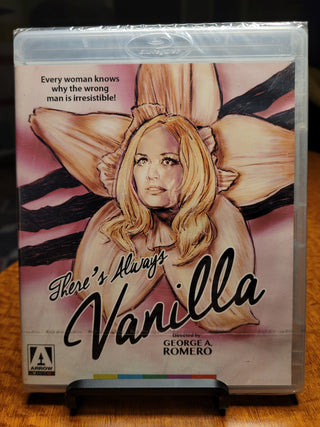 Every woman knows
why the wrong
man is irresistible!
There's Always
Vanilla
Directed by
GEORGE A.
ROMERO
ARROW